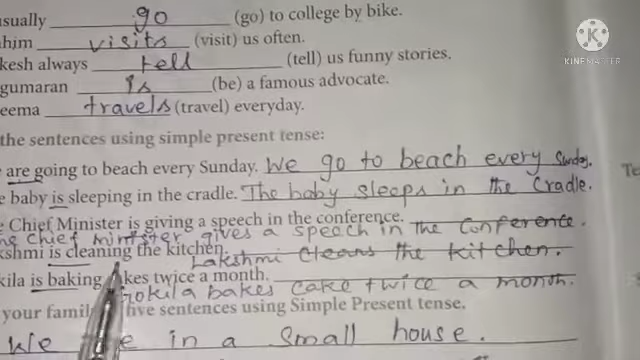 usually go (go) to college by bike.
him visits (visit) us often.
kesh always tell (tell) us funny stories.
gumaran is (be) a famous advocate.
eema travels (travel) everyday.
the sentences using simple present tense:
are going to beach every Sunday. We go to beach every Sunday.
e baby is sleeping in the cradle. The baby sleeps in the cradle.
e Chief Minister is giving a speech in the conference.
chief minister gives a speech in the conference.
kshmi is cleaning the kitchen. Lakshmi cleans the kitchen.
kila is baking akes twice a month.
okila bakes cake twice a month.
your famil five sentences using Simple Present tense.
We e in a small house.
KINEMASTER
Te